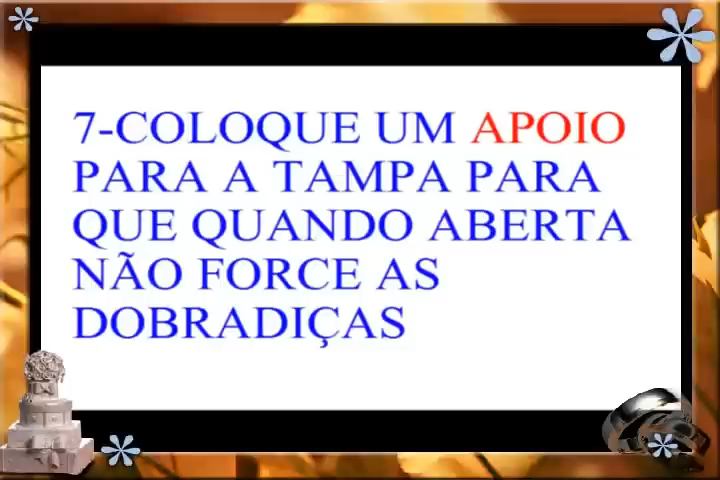 7-COLOQUE UM APOIO
PARA A TAMPA PARA
QUE QUANDO ABERTA
NÃO FORCE AS
DOBRADIÇAS